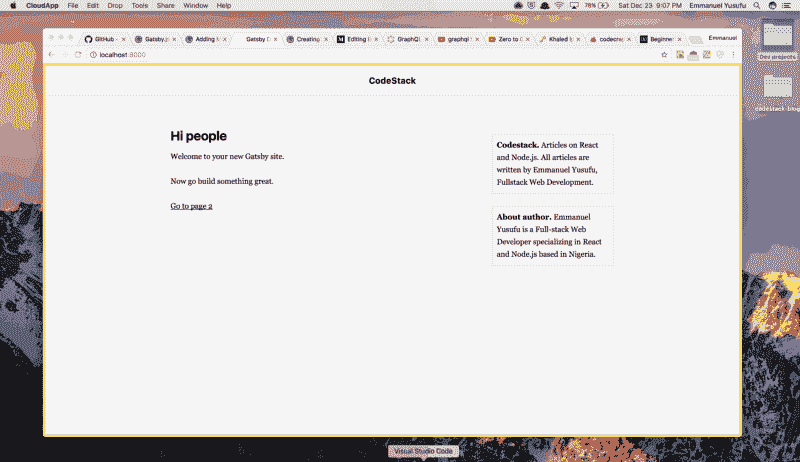 CloudApp File Edit Drop Tools Share Window Help
78% Sat Dec 23 9:07 PM Emmanuel Yusufu
GitHub - Gatsby. Adding M Gatsby D Creating Editing GraphQL graphql Zero to Khaled codecni Beginner Emmanuel
localhost:8000
Dev projects
codestack-blog
CodeStack
Hi people
Welcome to your new Gatsby site.
Now go build something great.
Go to page 2
Codestack. Articles on React
and Node.js. All articles are
written by Emmanuel Yusufu,
Fullstack Web Development.
About author. Emmanuel
Yusufu is a Full-stack Web
Developer specializing in React
and Node.js based in Nigeria.
Visual Studio Code